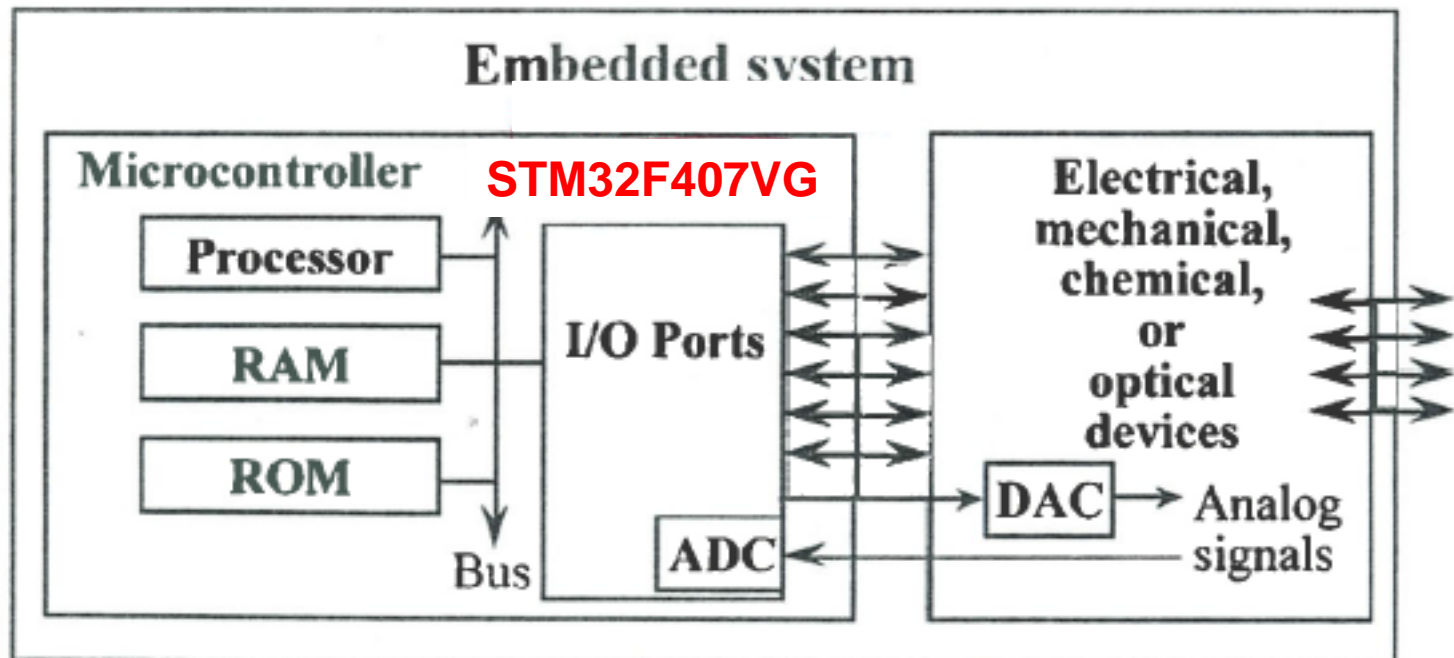 Embedded system
Microcontroller
STM32F407VG
Processor
RAM
ROM
Bus
I/O Ports
ADC
Electrical,
mechanical,
chemical,
or
optical
devices
DAC
Analog
signals